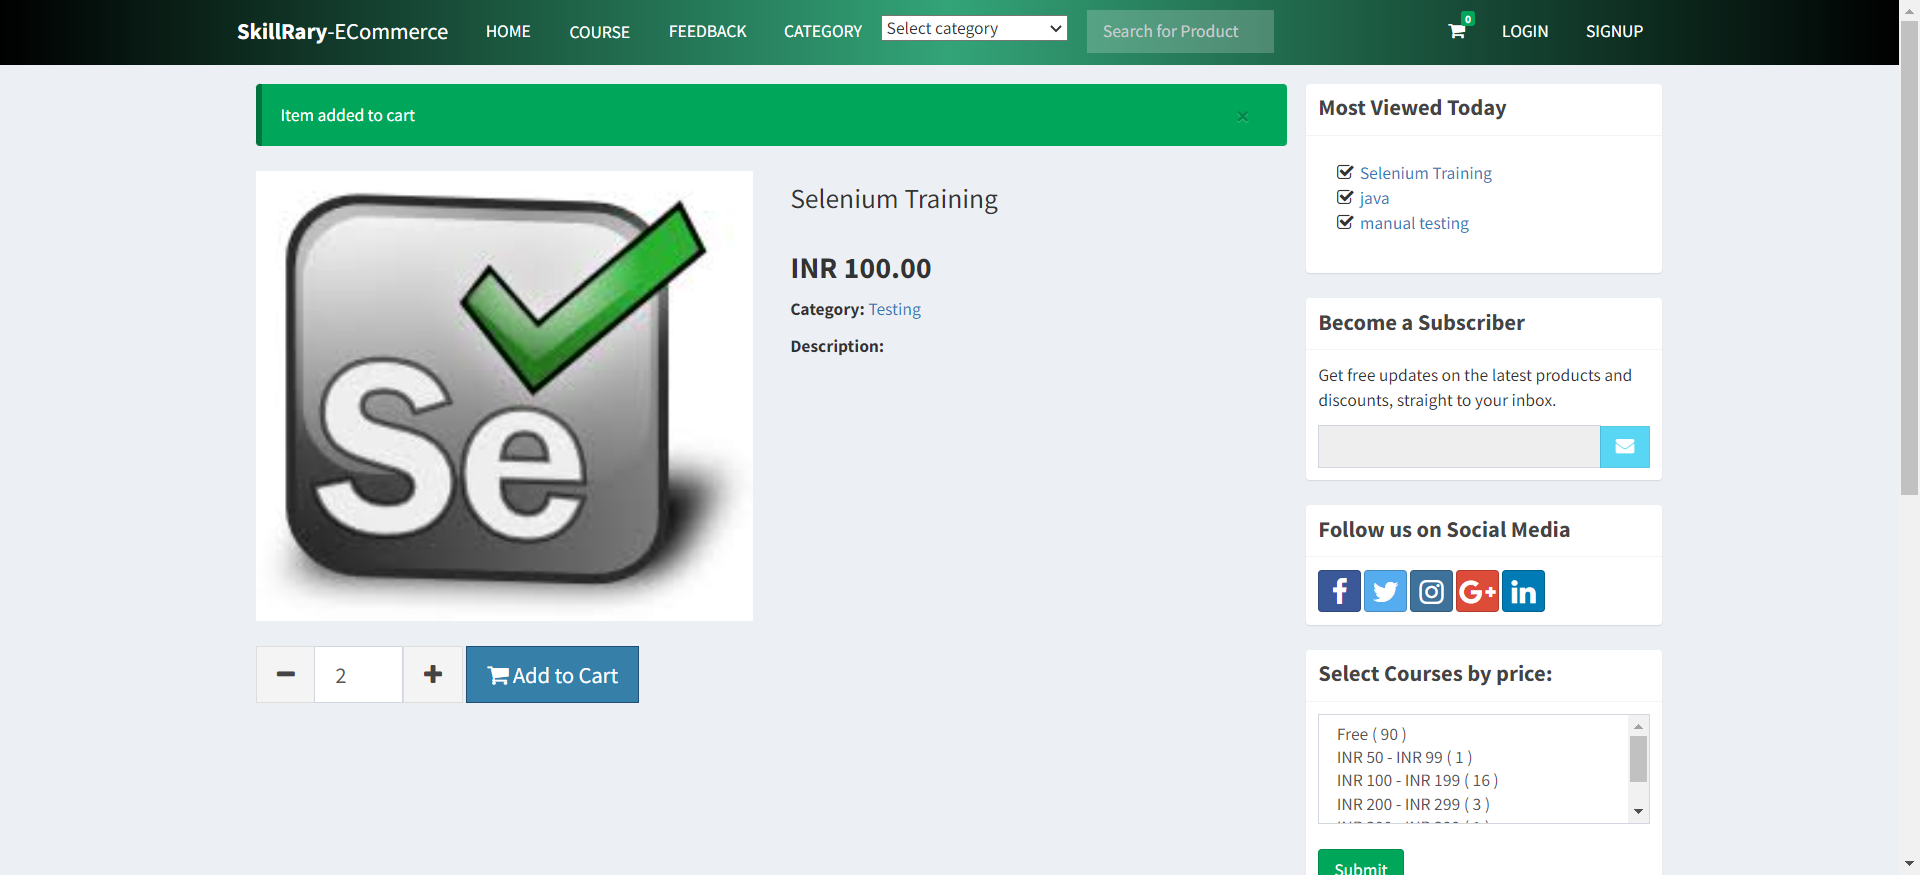 SkillRary-ECommerce HOME COURSE FEEDBACK CATEGORY Select category Search for Product 0 LOGIN SIGNUP
Item added to cart ×
Se
Selenium Training
INR 100.00
Category: Testing
Description:
2 Add to Cart
Most Viewed Today
Selenium Training
java
manual testing
Become a Subscriber
Get free updates on the latest products and
discounts, straight to your inbox.
Follow us on Social Media
f G+ in
Select Courses by price:
Free ( 90 )
INR 50 - INR 99 ( 1 )
INR 100 - INR 199 ( 16 )
INR 200 - INR 299 ( 3 )
Submit